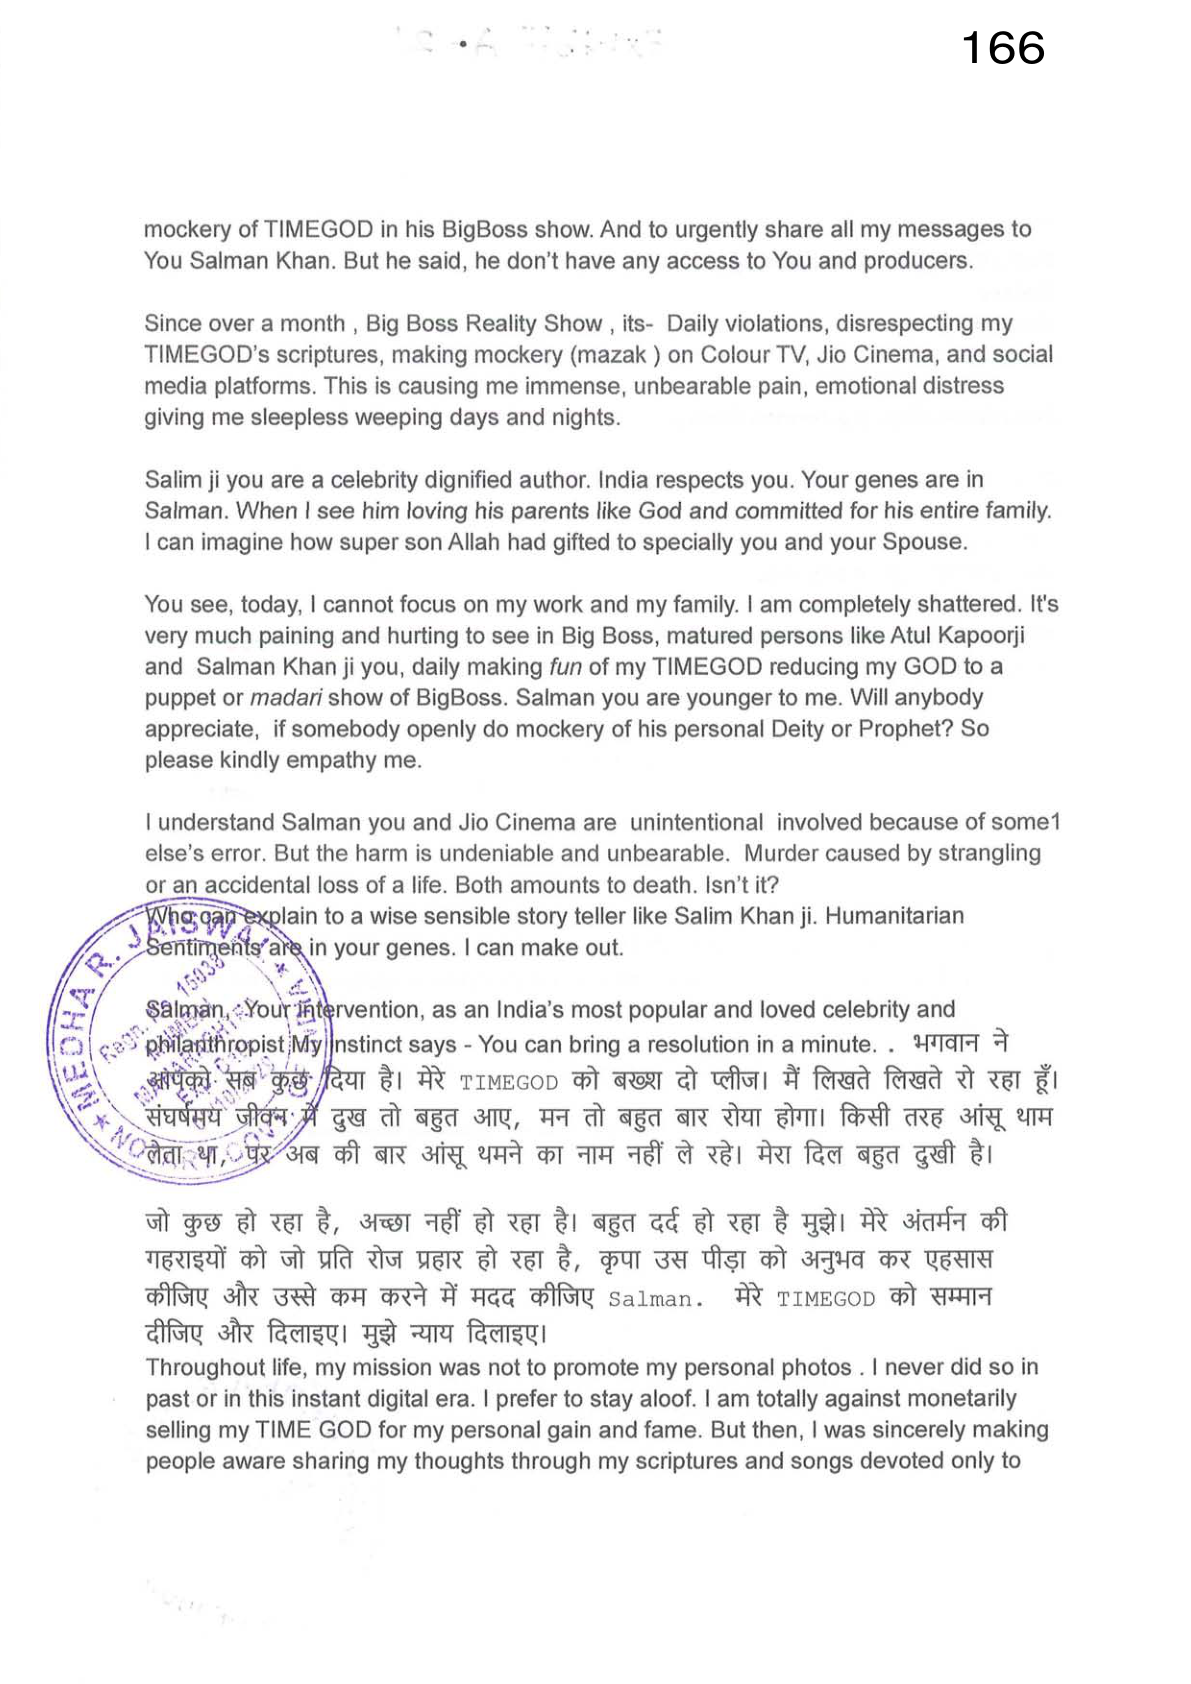 166
mockery of TIMEGOD in his BigBoss show. And to urgently share all my messages to
You Salman Khan. But he said, he don't have any access to You and producers.
Since over a month , Big Boss Reality Show , its-  Daily violations, disrespecting my
TIMEGOD's scriptures, making mockery (mazak ) on Colour TV, Jio Cinema, and social
media platforms. This is causing me immense, unbearable pain, emotional distress
giving me sleepless weeping days and nights.
Salim ji you are a celebrity dignified author. India respects you. Your genes are in
Salman. When I see him loving his parents like God and committed for his entire family.
I can imagine how super son Allah had gifted to specially you and your Spouse.
You see, today, I cannot focus on my work and my family. I am completely shattered. It's
very much paining and hurting to see in Big Boss, matured persons like Atul Kapoorji
and  Salman Khan ji you, daily making fun of my TIMEGOD reducing my GOD to a
puppet or madari show of BigBoss. Salman you are younger to me. Will anybody
appreciate,  if somebody openly do mockery of his personal Deity or Prophet? So
please kindly empathy me.
I understand Salman you and Jio Cinema are  unintentional  involved because of some1
else's error. But the harm is undeniable and unbearable.  Murder caused by strangling
or an accidental loss of a life. Both amounts to death. Isn't it?
Who can explain to a wise sensible story teller like Salim Khan ji. Humanitarian
Sentiments are in your genes. I can make out.
Salman,  Your intervention, as an India's most popular and loved celebrity and
philanthropist My instinct says - You can bring a resolution in a minute. . भगवान ने
आपको सब कुछ दिया है। मेरे TIMEGOD को बख्श दो प्लीज। मैं लिखते लिखते रो रहा हूँ।
संघर्षमय जीवन में दुख तो बहुत आए, मन तो बहुत बार रोया होगा। किसी तरह आंसू थाम
लेता था, पर अब की बार आंसू थमने का नाम नहीं ले रहे। मेरा दिल बहुत दुखी है।
जो कुछ हो रहा है, अच्छा नहीं हो रहा है। बहुत दर्द हो रहा है मुझे। मेरे अंतर्मन की
गहराइयों को जो प्रति रोज प्रहार हो रहा है, कृपा उस पीड़ा को अनुभव कर एहसास
कीजिए और उस्से कम करने में मदद कीजिए Salman.  मेरे TIMEGOD को सम्मान
दीजिए और दिलाइए। मुझे न्याय दिलाइए।
Throughout life, my mission was not to promote my personal photos . I never did so in
past or in this instant digital era. I prefer to stay aloof. I am totally against monetarily
selling my TIME GOD for my personal gain and fame. But then, I was sincerely making
people aware sharing my thoughts through my scriptures and songs devoted only to
MEDHA R. JAISWAL
Regn. No. 15038